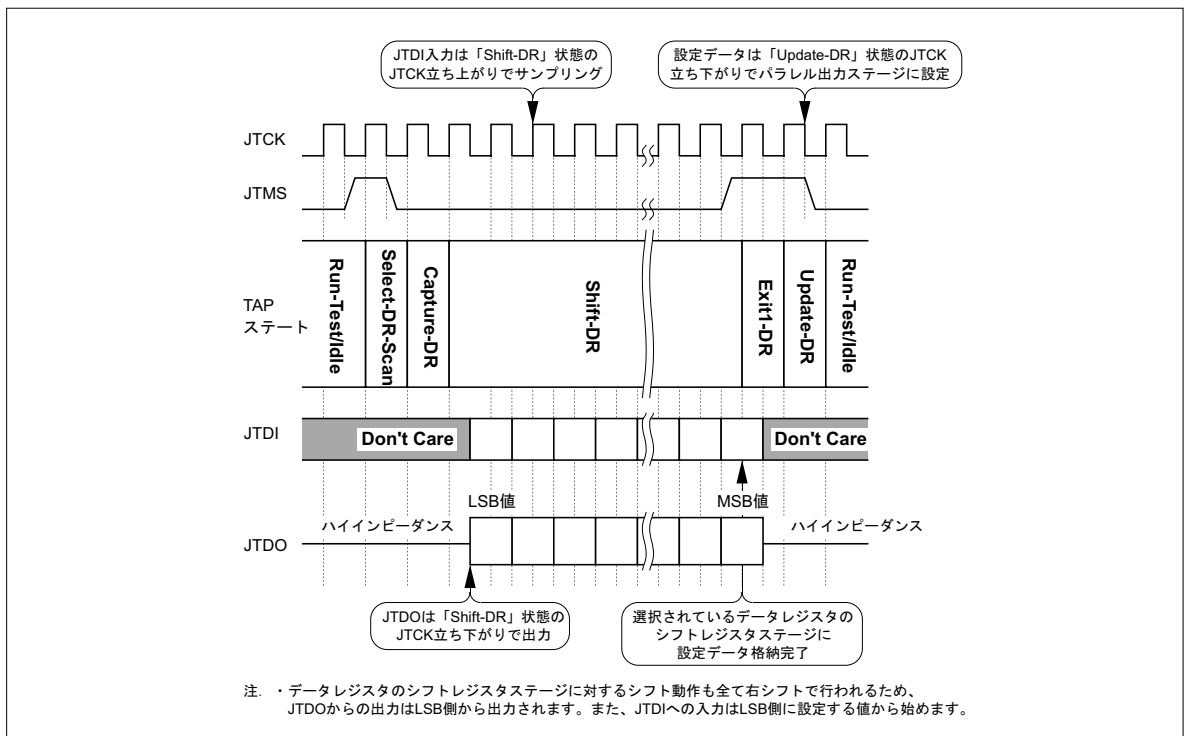 JTDI入力は「Shift-DR」状態の
JTCK立ち上がりでサンプリング
設定データは「Update-DR」状態のJTCK
立ち下がりでパラレル出力ステージに設定
JTCK
JTMS
TAP
ステート
Run-Test/Idle
Select-DR-Scan
Capture-DR
Shift-DR
Exit1-DR
Update-DR
Run-Test/Idle
JTDI
Don't Care
Don't Care
LSB値
MSB値
ハイインピーダンス
ハイインピーダンス
JTDO
JTDOは「Shift-DR」状態の
JTCK立ち下がりで出力
選択されているデータレジスタの
シフトレジスタステージに
設定データ格納完了
注. ・データレジスタのシフトレジスタステージに対するシフト動作も全て右シフトで行われるため、
JTDOからの出力はLSB側から出力されます。また、JTDIへの入力はLSB側に設定する値から始めます。